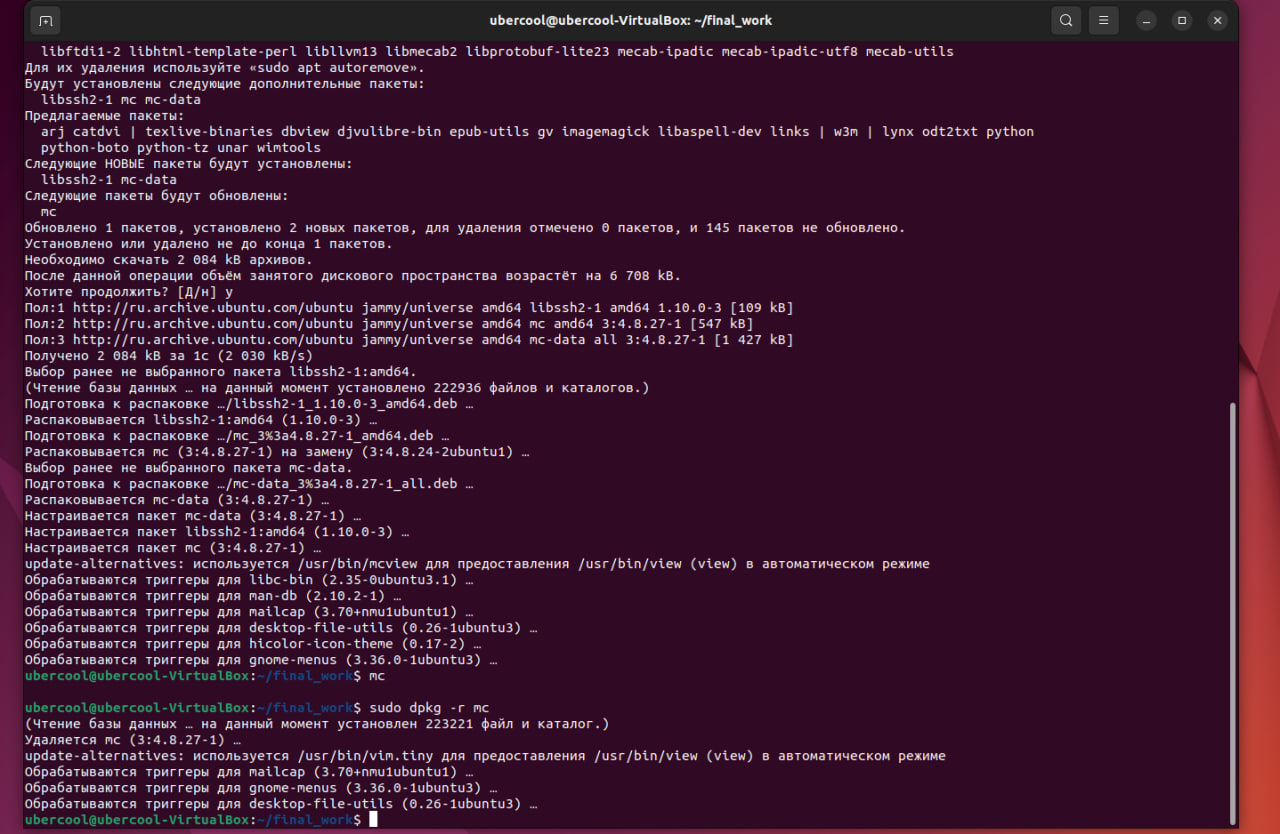 ubercool@ubercool-VirtualBox: ~/final_work
libftdi1-2 libhtml-template-perl libllvm13 libmecab2 libprotobuf-lite23 mecab-ipadic mecab-ipadic-utf8 mecab-utils
Для их удаления используйте «sudo apt autoremove».
Будут установлены следующие дополнительные пакеты:
libssh2-1 mc mc-data
Предлагаемые пакеты:
arj catdvi | texlive-binaries dbview djvulibre-bin epub-utils gv imagemagick libaspell-dev links | w3m | lynx odt2txt python
python-boto python-tz unar wimtools
Следующие НОВЫЕ пакеты будут установлены:
libssh2-1 mc-data
Следующие пакеты будут обновлены:
mc
Обновлено 1 пакетов, установлено 2 новых пакетов, для удаления отмечено 0 пакетов, и 145 пакетов не обновлено.
Установлено или удалено не до конца 1 пакетов.
Необходимо скачать 2 084 kB архивов.
После данной операции объём занятого дискового пространства возрастёт на 6 708 kB.
Хотите продолжить? [Д/н] y
Пол:1 http://ru.archive.ubuntu.com/ubuntu jammy/universe amd64 libssh2-1 amd64 1.10.0-3 [109 kB]
Пол:2 http://ru.archive.ubuntu.com/ubuntu jammy/universe amd64 mc amd64 3:4.8.27-1 [547 kB]
Пол:3 http://ru.archive.ubuntu.com/ubuntu jammy/universe amd64 mc-data all 3:4.8.27-1 [1 427 kB]
Получено 2 084 kB за 1с (2 030 kB/s)
Выбор ранее не выбранного пакета libssh2-1:amd64.
(Чтение базы данных … на данный момент установлено 222936 файлов и каталогов.)
Подготовка к распаковке …/libssh2-1_1.10.0-3_amd64.deb …
Распаковывается libssh2-1:amd64 (1.10.0-3) …
Подготовка к распаковке …/mc_3%3a4.8.27-1_amd64.deb …
Распаковывается mc (3:4.8.27-1) на замену (3:4.8.24-2ubuntu1) …
Выбор ранее не выбранного пакета mc-data.
Подготовка к распаковке …/mc-data_3%3a4.8.27-1_all.deb …
Распаковывается mc-data (3:4.8.27-1) …
Настраивается пакет mc-data (3:4.8.27-1) …
Настраивается пакет libssh2-1:amd64 (1.10.0-3) …
Настраивается пакет mc (3:4.8.27-1) …
update-alternatives: используется /usr/bin/mcview для предоставления /usr/bin/view (view) в автоматическом режиме
Обрабатываются триггеры для libc-bin (2.35-0ubuntu3.1) …
Обрабатываются триггеры для man-db (2.10.2-1) …
Обрабатываются триггеры для mailcap (3.70+nmu1ubuntu1) …
Обрабатываются триггеры для desktop-file-utils (0.26-1ubuntu3) …
Обрабатываются триггеры для hicolor-icon-theme (0.17-2) …
Обрабатываются триггеры для gnome-menus (3.36.0-1ubuntu3) …
ubercool@ubercool-VirtualBox:~/final_work$ mc
ubercool@ubercool-VirtualBox:~/final_work$ sudo dpkg -r mc
(Чтение базы данных … на данный момент установлен 223221 файл и каталог.)
Удаляется mc (3:4.8.27-1) …
update-alternatives: используется /usr/bin/vim.tiny для предоставления /usr/bin/view (view) в автоматическом режиме
Обрабатываются триггеры для mailcap (3.70+nmu1ubuntu1) …
Обрабатываются триггеры для gnome-menus (3.36.0-1ubuntu3) …
Обрабатываются триггеры для desktop-file-utils (0.26-1ubuntu3) …
ubercool@ubercool-VirtualBox:~/final_work$